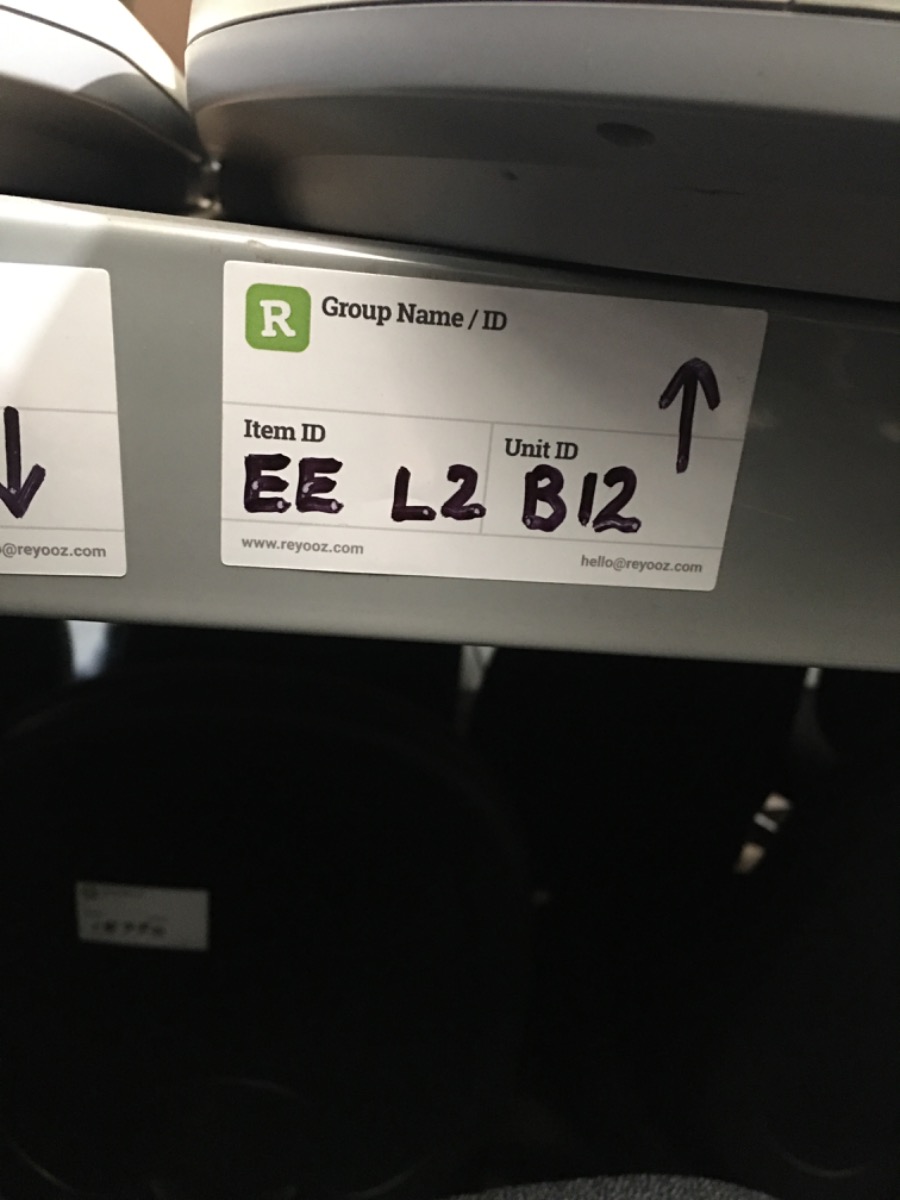 R Group Name / ID
↑
Item ID
Unit ID
EE L2 B12
www.reyooz.com
hello@reyooz.com
↓
@reyooz.com